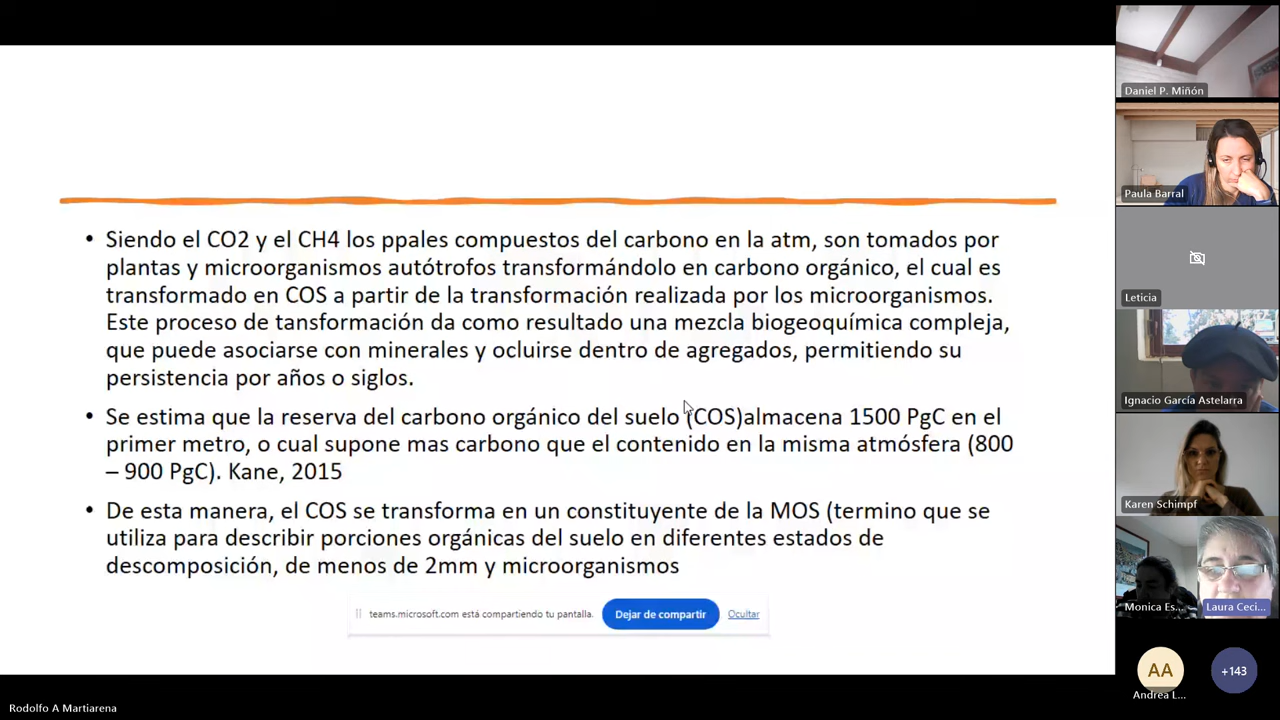 • Siendo el CO2 y el CH4 los ppales compuestos del carbono en la atm, son tomados por
plantas y microorganismos autótrofos transformándolo en carbono orgánico, el cual es
transformado en COS a partir de la transformación realizada por los microorganismos.
Este proceso de tansformación da como resultado una mezcla biogeoquímica compleja,
que puede asociarse con minerales y ocluirse dentro de agregados, permitiendo su
persistencia por años o siglos.
• Se estima que la reserva del carbono orgánico del suelo (COS)almacena 1500 PgC en el
primer metro, o cual supone mas carbono que el contenido en la misma atmósfera (800
– 900 PgC). Kane, 2015
• De esta manera, el COS se transforma en un constituyente de la MOS (termino que se
utiliza para describir porciones orgánicas del suelo en diferentes estados de
descomposición, de menos de 2mm y microorganismos
teams.microsoft.com está compartiendo tu pantalla. Dejar de compartir Ocultar
Daniel P. Miñón
Paula Barral
Leticia
Ignacio García Astelarra
Karen Schimpf
Monica Es... Laura Ceci...
AA +143
Andrea L...
Rodolfo A Martiarena